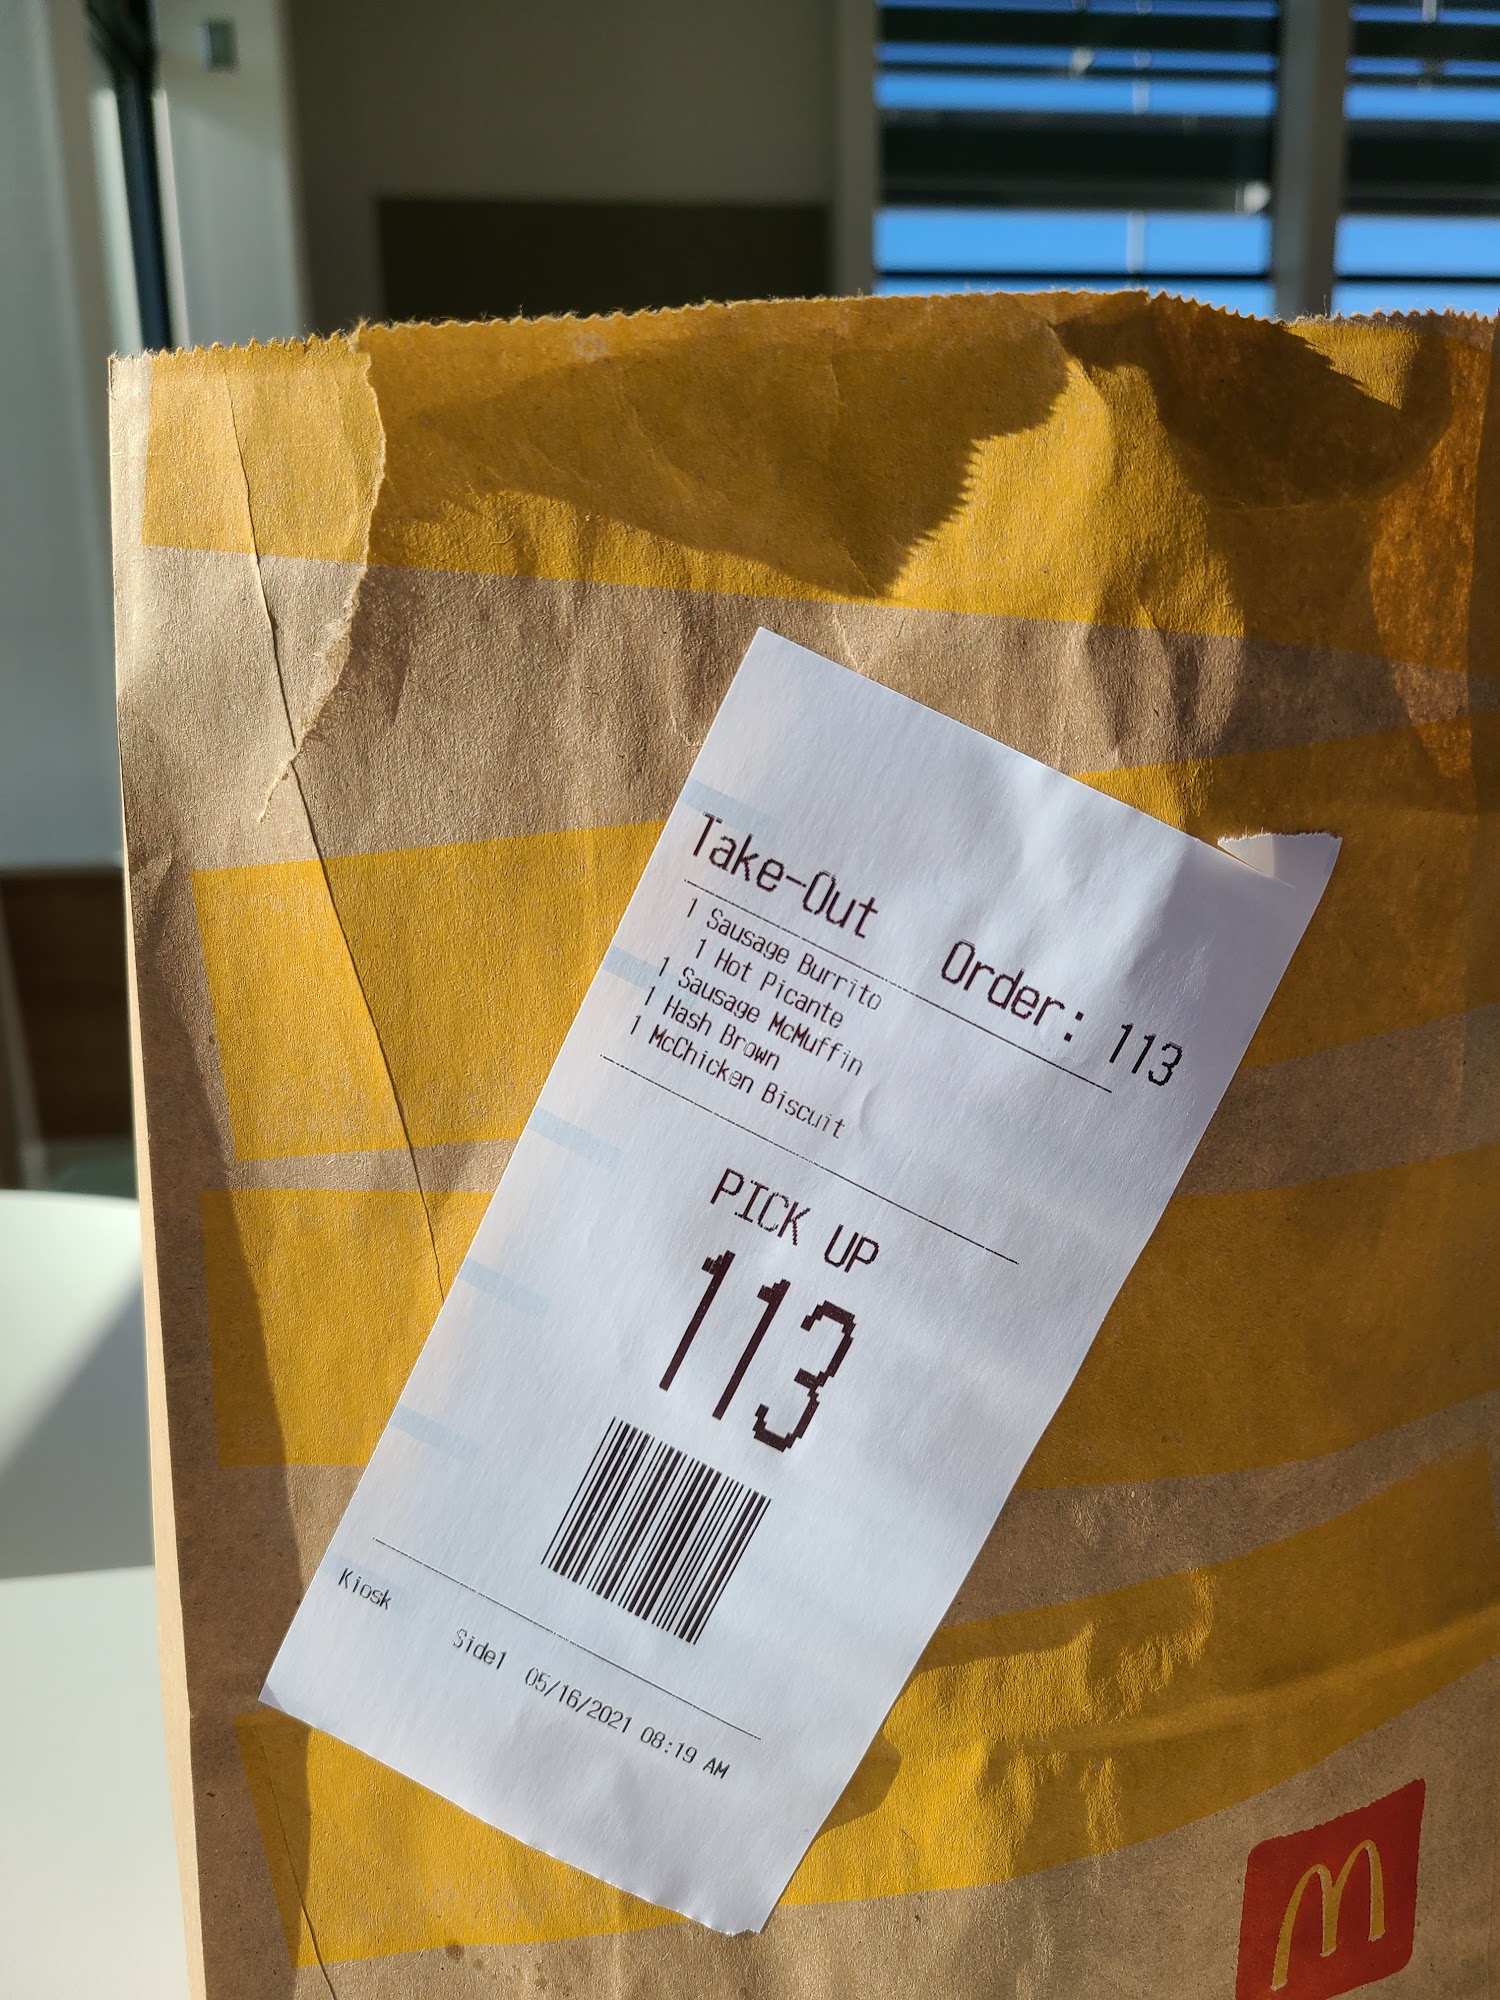 Take-Out Order: 113
1 Sausage Burrito
1 Hot Picante
1 Sausage McMuffin
1 Hash Brown
1 McChicken Biscuit
PICK UP
113
Kiosk
Side1 05/16/2021 08:19 AM
M